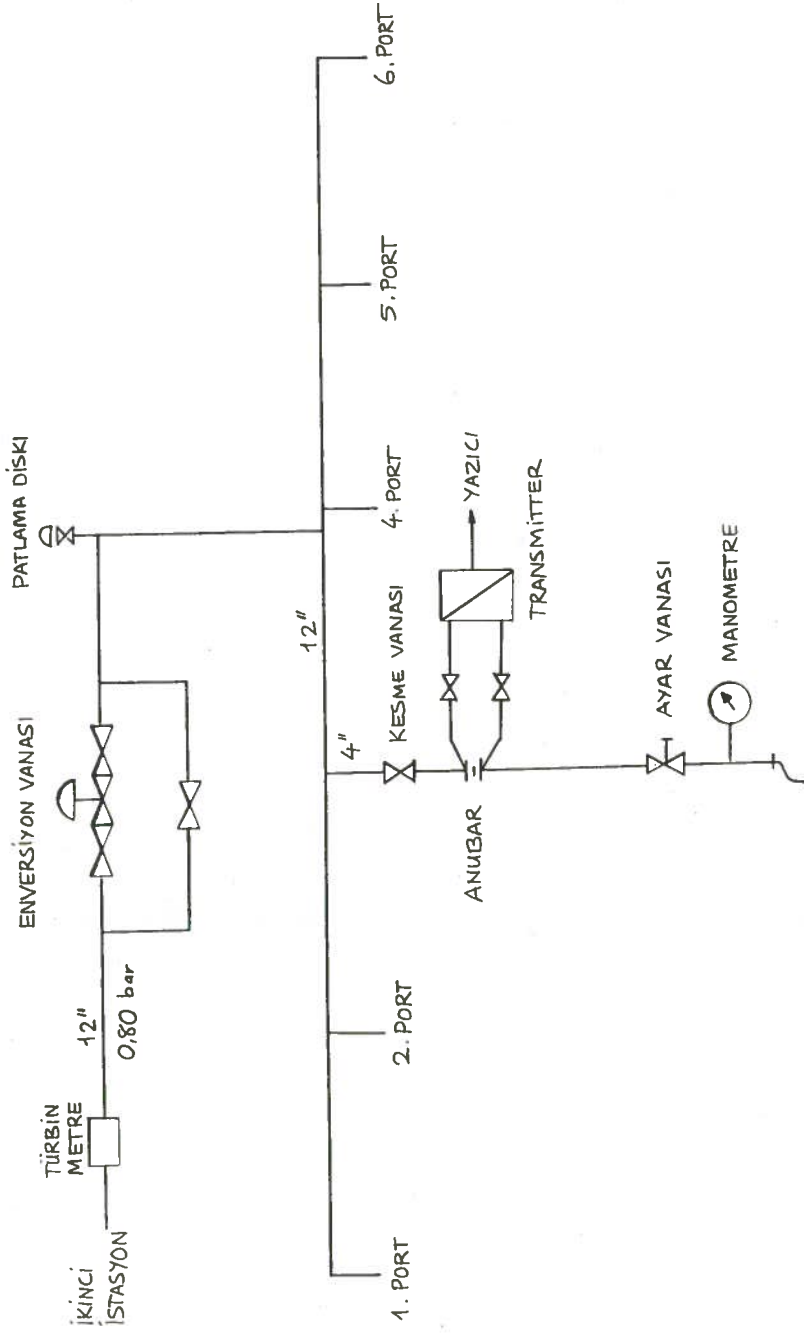 İKİNCİ
İSTASYON
TÜRBİN
METRE
12"
0,80 bar
ENVERSİYON VANASI
PATLAMA DİSKI
12"
4"
1. PORT
2. PORT
4. PORT
5. PORT
6. PORT
KESME VANASI
ANUBAR
YAZICI
TRANSMİTTER
AYAR VANASI
MANOMETRE